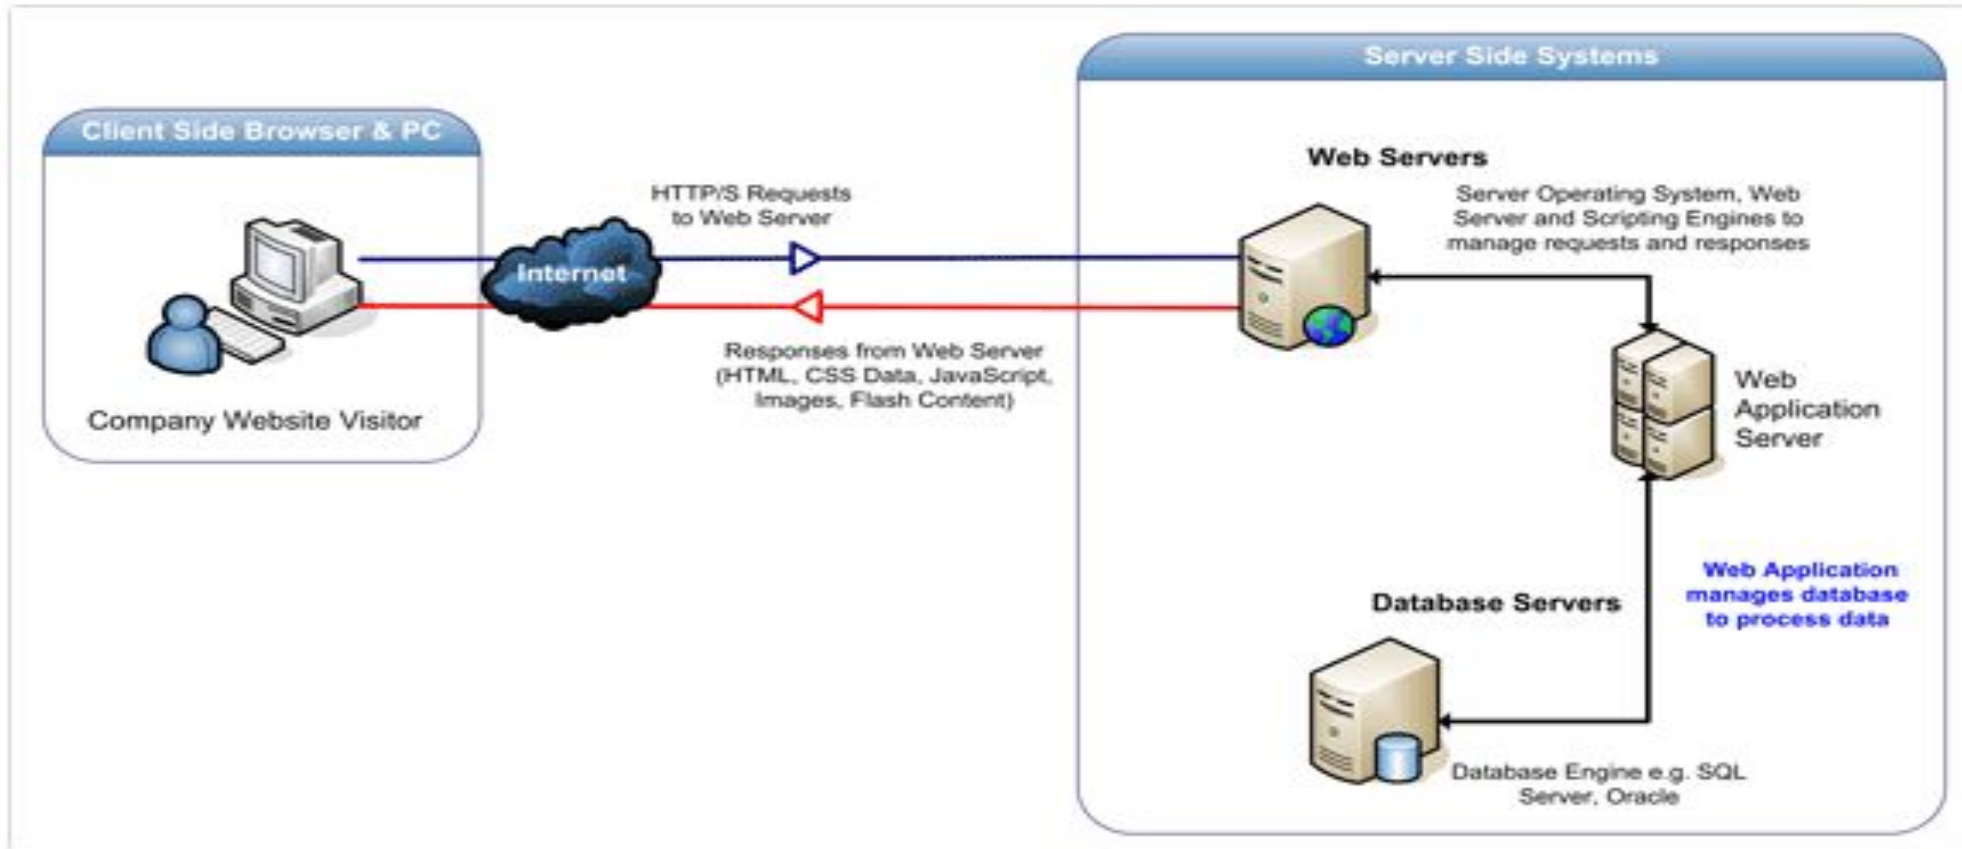 Server Side Systems
Client Side Browser & PC
Web Servers
HTTP/S Requests
to Web Server
Server Operating System, Web
Server and Scripting Engines to
manage requests and responses
Internet
Responses from Web Server
(HTML, CSS Data, JavaScript,
Images, Flash Content)
Company Website Visitor
Web
Application
Server
Web Application
manages database
to process data
Database Servers
Database Engine e.g. SQL
Server, Oracle